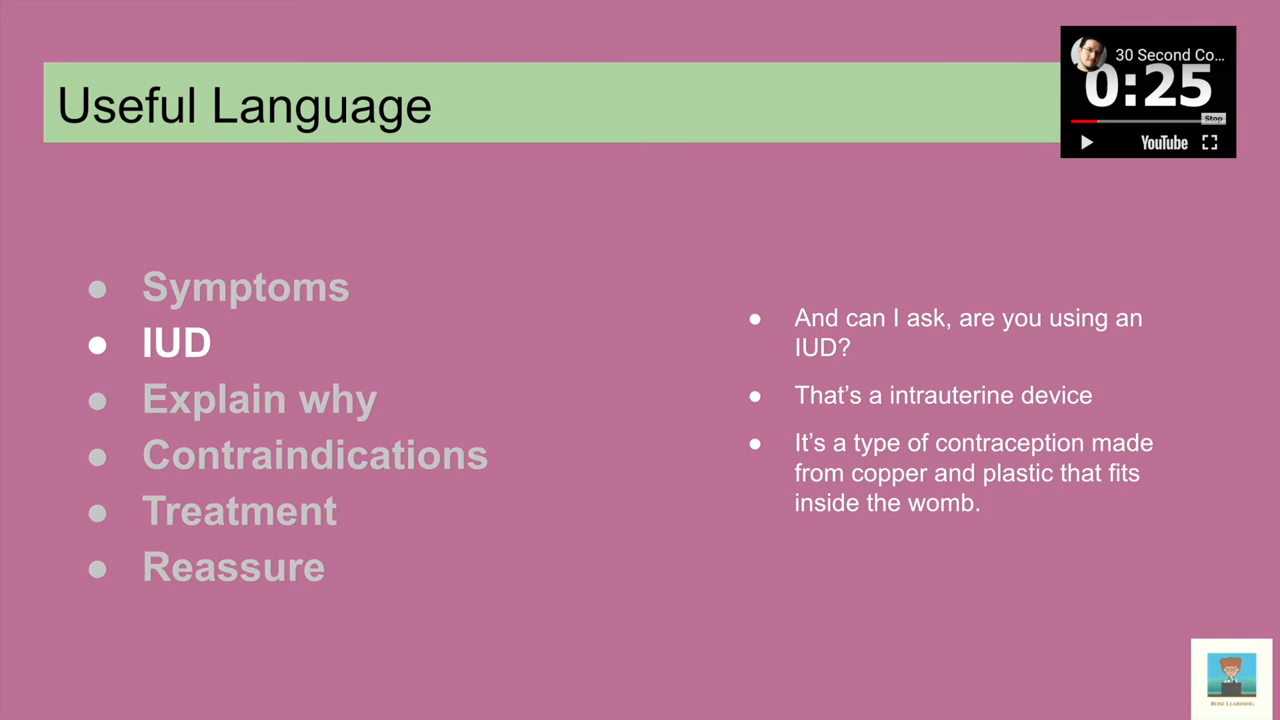 Useful Language
30 Second Co...
0:25
Stop
YouTube
● Symptoms
● IUD
● Explain why
● Contraindications
● Treatment
● Reassure
● And can I ask, are you using an
IUD?
● That's a intrauterine device
● It's a type of contraception made
from copper and plastic that fits
inside the womb.
ROSE LEARNING